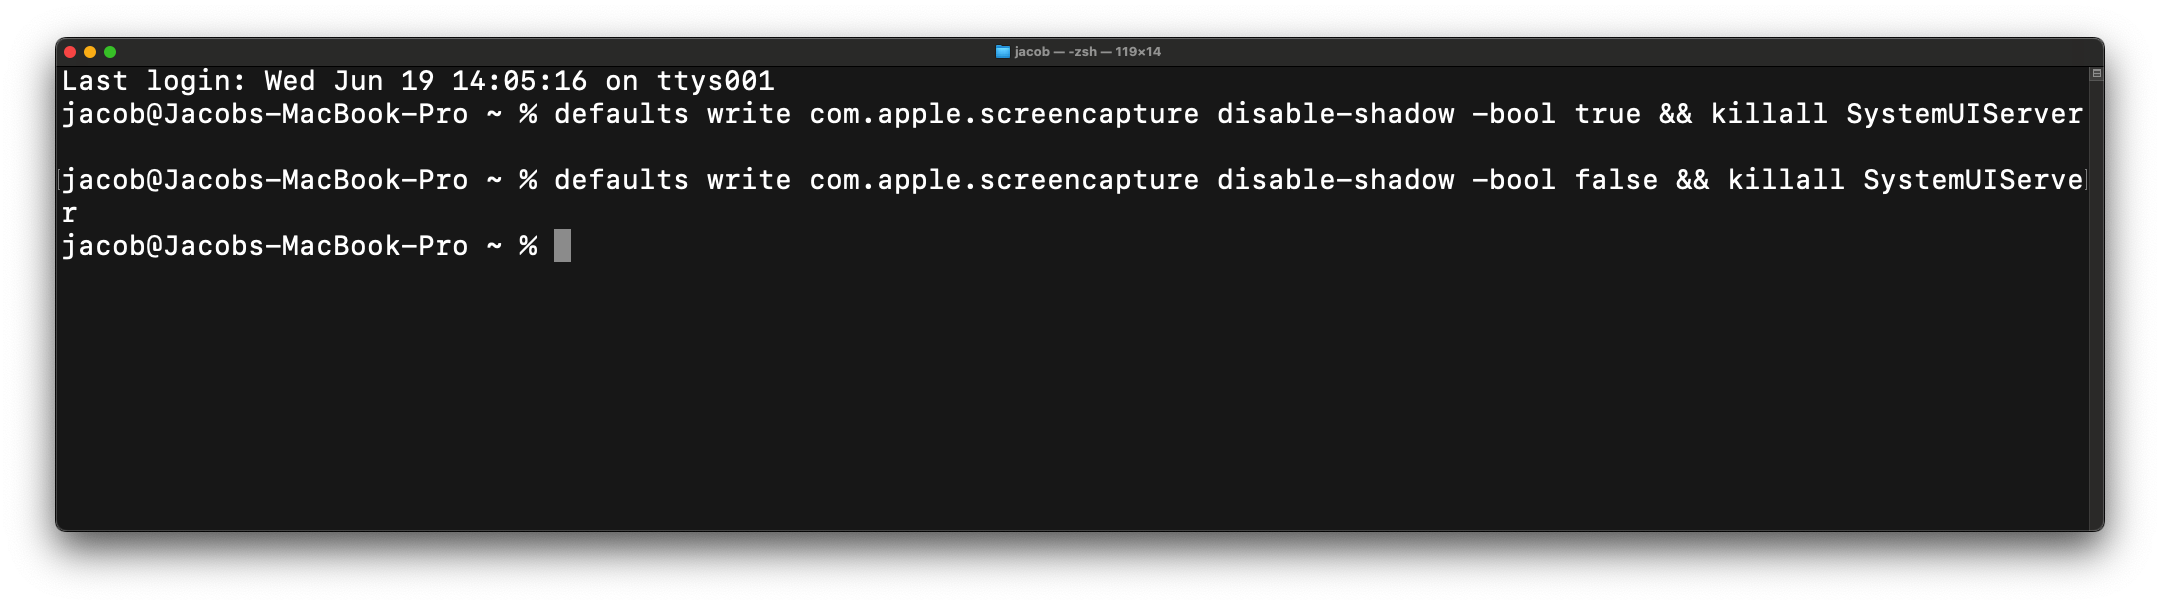 jacob — -zsh — 119×14
Last login: Wed Jun 19 14:05:16 on ttys001
jacob@Jacobs-MacBook-Pro ~ % defaults write com.apple.screencapture disable-shadow -bool true && killall SystemUIServer
jacob@Jacobs-MacBook-Pro ~ % defaults write com.apple.screencapture disable-shadow -bool false && killall SystemUIServe
r
jacob@Jacobs-MacBook-Pro ~ %